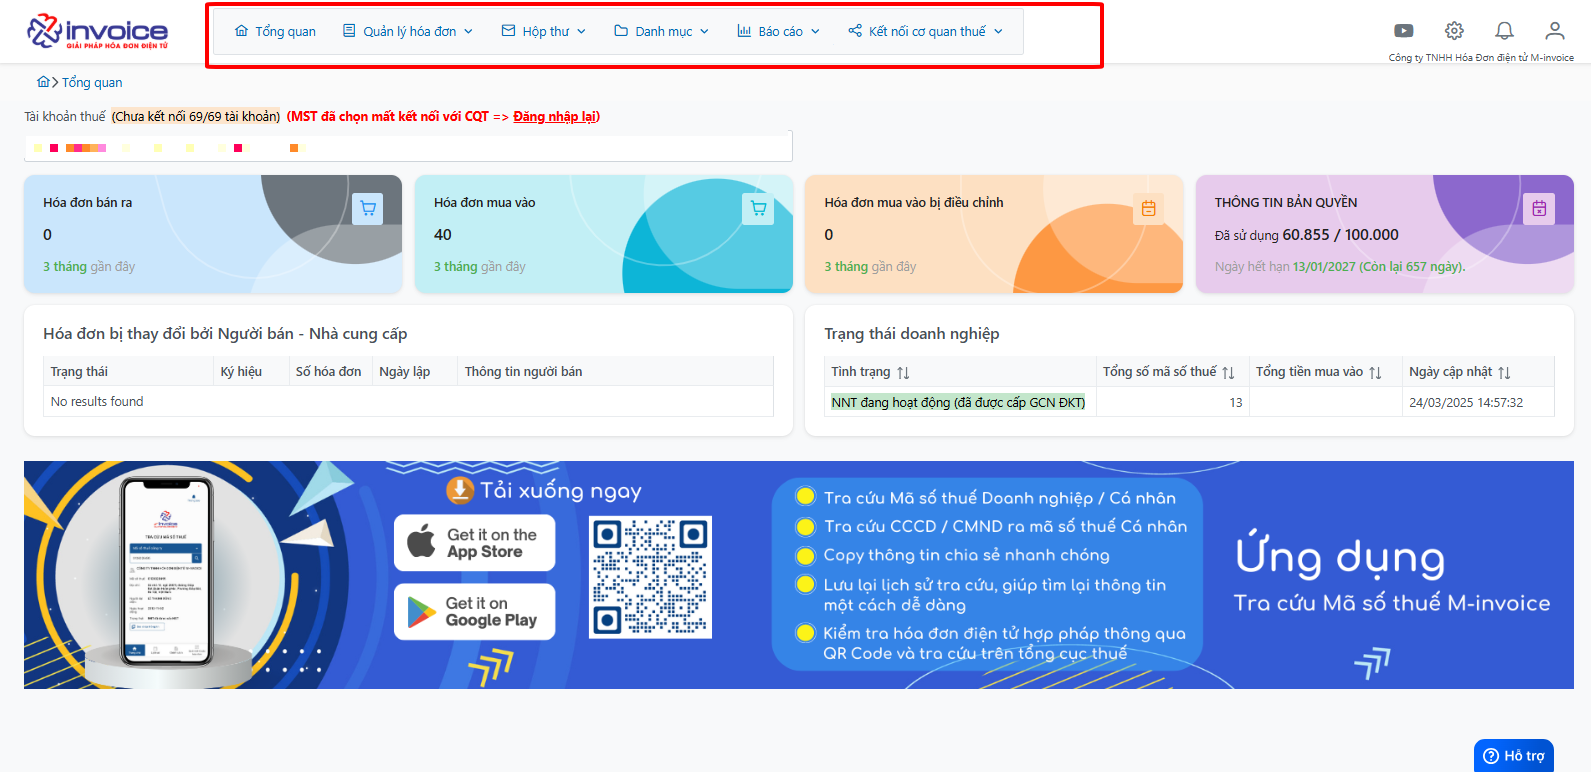 invoice
GIẢI PHÁP HÓA ĐƠN ĐIỆN TỬ
Tổng quan
Quản lý hóa đơn
Hộp thư
Danh mục
Báo cáo
Kết nối cơ quan thuế
Công ty TNHH Hóa Đơn điện tử M-invoice
Tổng quan
Tài khoản thuế (Chưa kết nối 69/69 tài khoản) (MST đã chọn mất kết nối với CQT => Đăng nhập lại)
Hóa đơn bán ra
0
3 tháng gần đây
Hóa đơn mua vào
40
3 tháng gần đây
Hóa đơn mua vào bị điều chỉnh
0
3 tháng gần đây
THÔNG TIN BẢN QUYỀN
Đã sử dụng 60.855 / 100.000
Ngày hết hạn 13/01/2027 (Còn lại 657 ngày).
Hóa đơn bị thay đổi bởi Người bán - Nhà cung cấp
Trạng thái Ký hiệu Số hóa đơn Ngày lập Thông tin người bán
No results found
Trạng thái doanh nghiệp
Tình trạng Tổng số mã số thuế Tổng tiền mua vào Ngày cập nhật
NNT đang hoạt động (đã được cấp GCN ĐKT) 13 24/03/2025 14:57:32
invoice
TRA CỨU MÃ SỐ THUẾ
Tải xuống ngay
Get it on the
App Store
Get it on
Google Play
Tra cứu Mã số thuế Doanh nghiệp / Cá nhân
Tra cứu CCCD / CMND ra mã số thuế Cá nhân
Copy thông tin chia sẻ nhanh chóng
Lưu lại lịch sử tra cứu, giúp tìm lại thông tin
một cách dễ dàng
Kiểm tra hóa đơn điện tử hợp pháp thông qua
QR Code và tra cứu trên tổng cục thuế
Ứng dụng
Tra cứu Mã số thuế M-invoice
Hỗ trợ